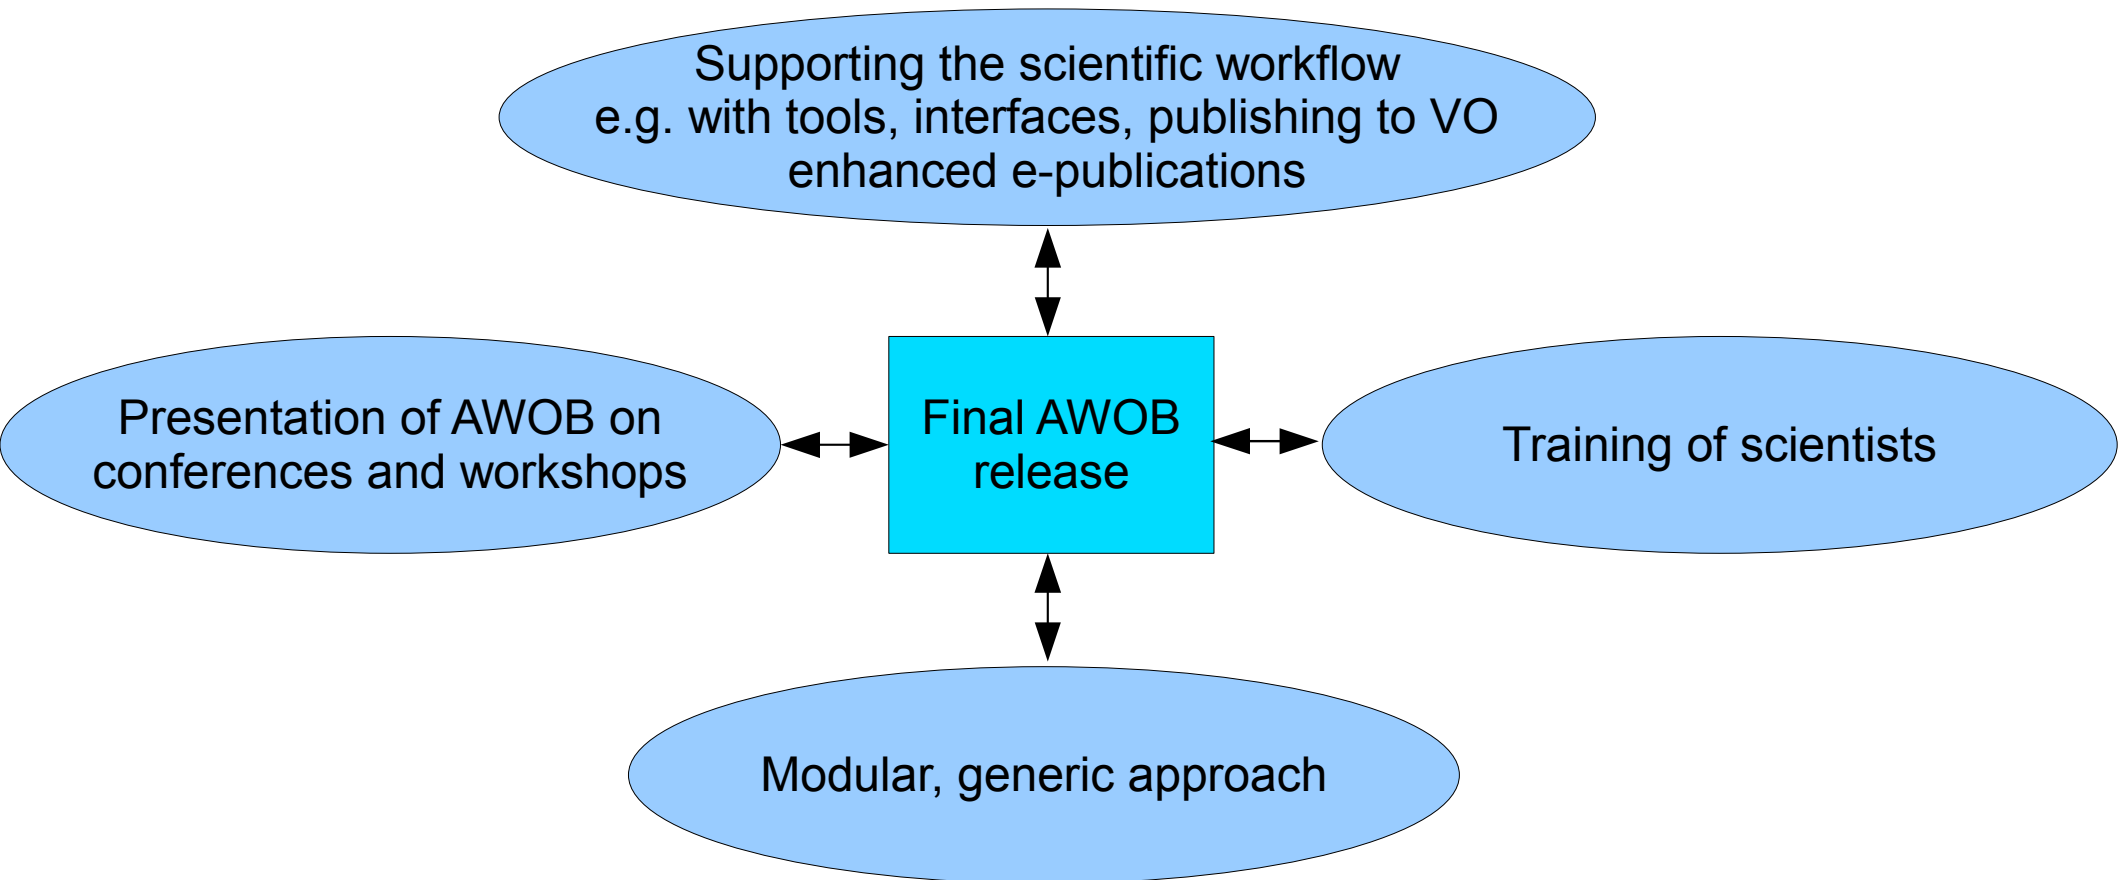 Supporting the scientific workflow
e.g. with tools, interfaces, publishing to VO
enhanced e-publications
Presentation of AWOB on
conferences and workshops
Final AWOB
release
Training of scientists
Modular, generic approach